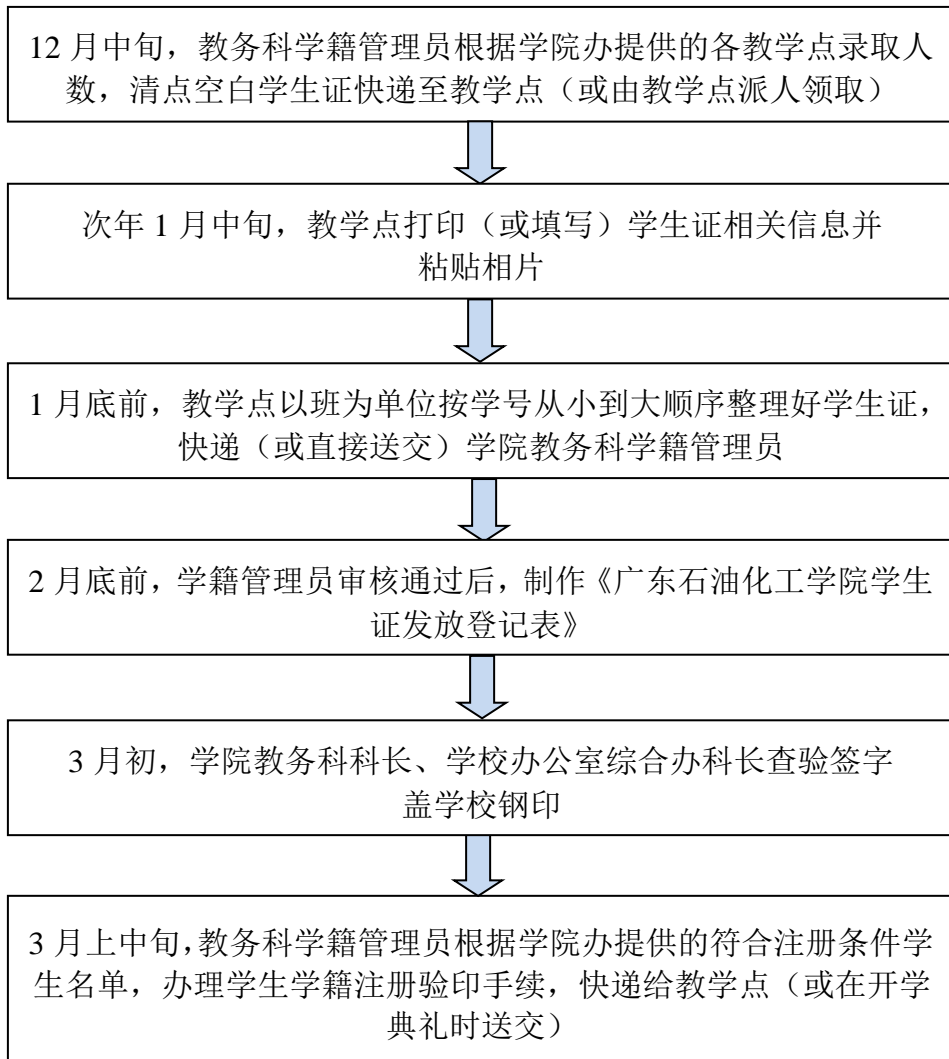 12 月中旬，教务科学籍管理员根据学院办提供的各教学点录取人
数，清点空白学生证快递至教学点（或由教学点派人领取）
次年 1 月中旬，教学点打印（或填写）学生证相关信息并
粘贴相片
1 月底前，教学点以班为单位按学号从小到大顺序整理好学生证，
快递（或直接送交）学院教务科学籍管理员
2 月底前，学籍管理员审核通过后，制作《广东石油化工学院学生
证发放登记表》
3 月初，学院教务科科长、学校办公室综合办科长查验签字
盖学校钢印
3 月上中旬，教务科学籍管理员根据学院办提供的符合注册条件学
生名单，办理学生学籍注册验印手续，快递给教学点（或在开学
典礼时送交）